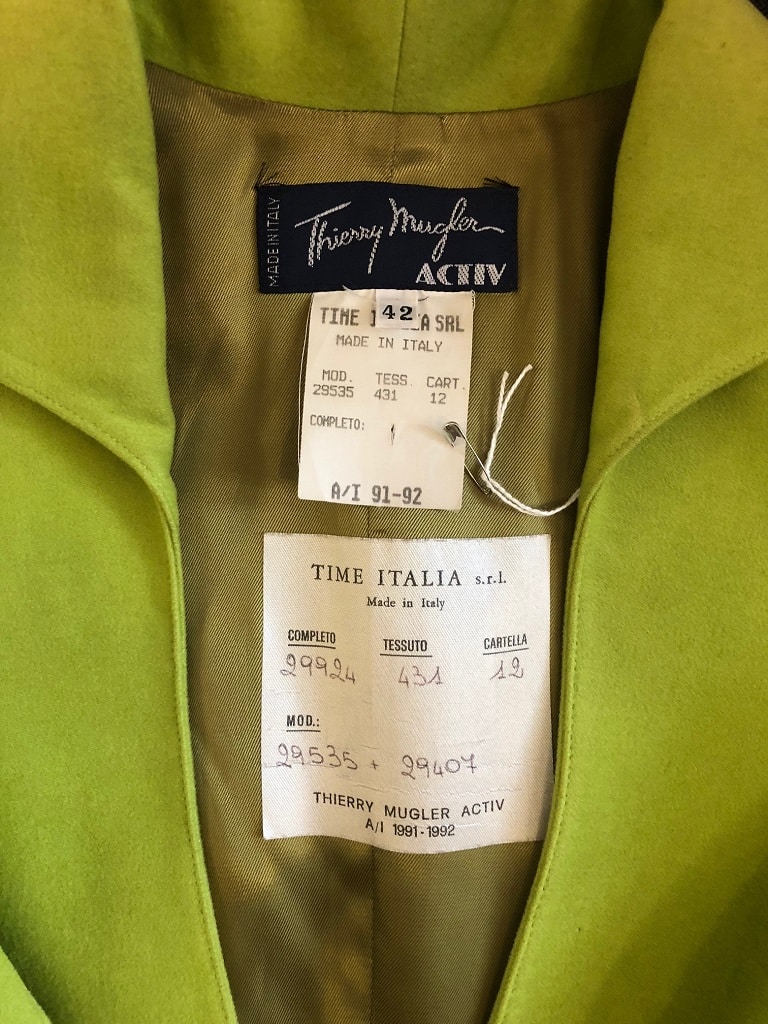 MADE IN ITALY
Thierry Mugler
ACTIV
42
TIME A SRL
MADE IN ITALY
MOD. TESS. CART.
29535 431 12
COMPLETO:
A/I 91-92
TIME ITALIA s.r.l.
Made in Italy
COMPLETO TESSUTO CARTELLA
29924 431 12
MOD.:
29535 + 29407
THIERRY MUGLER ACTIV
A/I 1991-1992